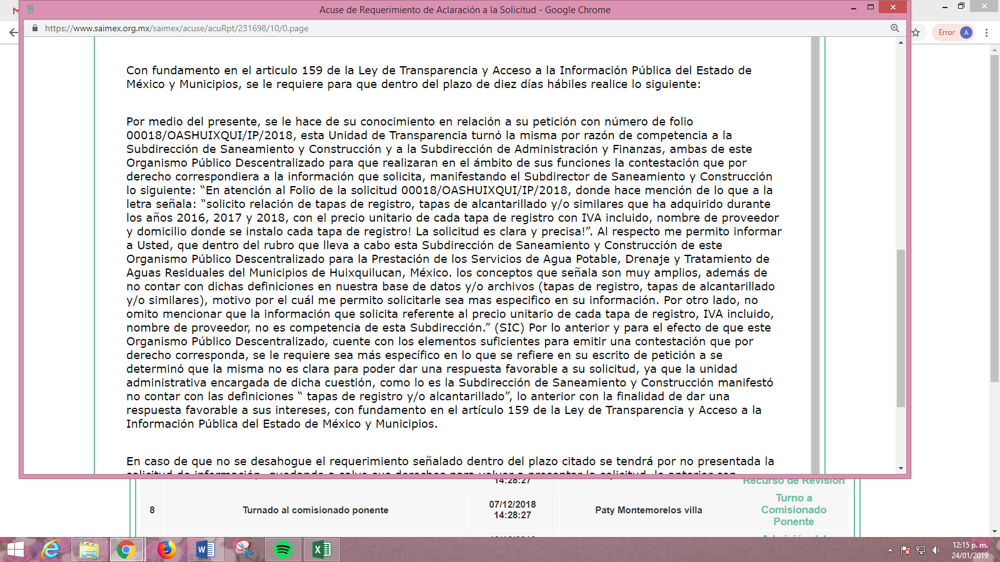 Acuse de Requerimiento de Aclaración a la Solicitud - Google Chrome
https://www.saimex.org.mx/saimex/acuse/acuRpt/231698/10/0.page
Error A
Con fundamento en el articulo 159 de la Ley de Transparencia y Acceso a la Información Pública del Estado de
México y Municipios, se le requiere para que dentro del plazo de diez días hábiles realice lo siguiente:
Por medio del presente, se le hace de su conocimiento en relación a su petición con número de folio
00018/OASHUIXQUI/IP/2018, esta Unidad de Transparencia turnó la misma por razón de competencia a la
Subdirección de Saneamiento y Construcción y a la Subdirección de Administración y Finanzas, ambas de este
Organismo Público Descentralizado para que realizaran en el ámbito de sus funciones la contestación que por
derecho correspondiera a la información que solicita, manifestando el Subdirector de Saneamiento y Construcción
lo siguiente: “En atención al Folio de la solicitud 00018/OASHUIXQUI/IP/2018, donde hace mención de lo que a la
letra señala: “solicito relación de tapas de registro, tapas de alcantarillado y/o similares que ha adquirido durante
los años 2016, 2017 y 2018, con el precio unitario de cada tapa de registro con IVA incluido, nombre de proveedor
y domicilio donde se instalo cada tapa de registro! La solicitud es clara y precisa!”. Al respecto me permito informar
a Usted, que dentro del rubro que lleva a cabo esta Subdirección de Saneamiento y Construcción de este
Organismo Público Descentralizado para la Prestación de los Servicios de Agua Potable, Drenaje y Tratamiento de
Aguas Residuales del Municipios de Huixquilucan, México. los conceptos que señala son muy amplios, además de
no contar con dichas definiciones en nuestra base de datos y/o archivos (tapas de registro, tapas de alcantarillado
y/o similares), motivo por el cuál me permito solicitarle sea mas especifico en su información. Por otro lado, no
omito mencionar que la información que solicita referente al precio unitario de cada tapa de registro, IVA incluido,
nombre de proveedor, no es competencia de esta Subdirección.” (SIC) Por lo anterior y para el efecto de que este
Organismo Público Descentralizado, cuente con los elementos suficientes para emitir una contestación que por
derecho corresponda, se le requiere sea más específico en lo que se refiere en su escrito de petición a se
determinó que la misma no es clara para poder dar una respuesta favorable a su solicitud, ya que la unidad
administrativa encargada de dicha cuestión, como lo es la Subdirección de Saneamiento y Construcción manifestó
no contar con las definiciones “ tapas de registro y/o alcantarillado”, lo anterior con la finalidad de dar una
respuesta favorable a sus intereses, con fundamento en el artículo 159 de la Ley de Transparencia y Acceso a la
Información Pública del Estado de México y Municipios.
En caso de que no se desahogue el requerimiento señalado dentro del plazo citado se tendrá por no presentada la
solicitud de información, quedando a salvo sus derechos para volver a presentar la solicitud, lo anterior con
14:28:27 Recurso de Revisión
8 Turnado al comisionado ponente 07/12/2018 14:28:27 Paty Montemorelos villa Turno a
Comisionado
Ponente
12:15 p. m.
24/01/2019